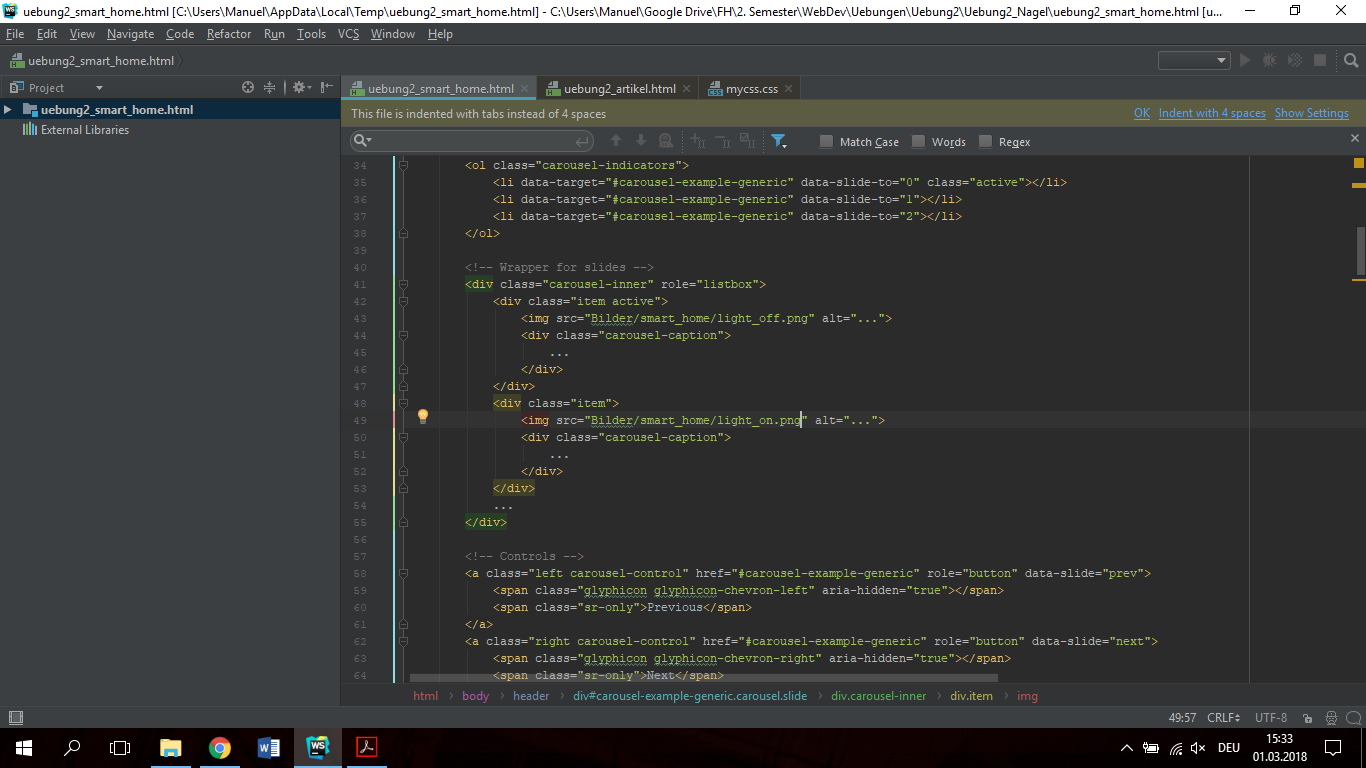 uebung2_smart_home.html [C:\Users\Manuel\AppData\Local\Temp\uebung2_smart_home.html] - C:\Users\Manuel\Google Drive\FH\2. Semester\WebDev\Uebungen\Uebung2\Uebung2_Nagel\uebung2_smart_home.html [u...
File Edit View Navigate Code Refactor Run Tools VCS Window Help
uebung2_smart_home.html
Project
uebung2_smart_home.html uebung2_artikel.html mycss.css
uebung2_smart_home.html
External Libraries
This file is indented with tabs instead of 4 spaces OK Indent with 4 spaces Show Settings
Match Case Words Regex
34 <ol class="carousel-indicators">
35 <li data-target="#carousel-example-generic" data-slide-to="0" class="active"></li>
36 <li data-target="#carousel-example-generic" data-slide-to="1"></li>
37 <li data-target="#carousel-example-generic" data-slide-to="2"></li>
38 </ol>
39
40 <!-- Wrapper for slides -->
41 <div class="carousel-inner" role="listbox">
42 <div class="item active">
43 <img src="Bilder/smart_home/light_off.png" alt="...">
44 <div class="carousel-caption">
45 ...
46 </div>
47 </div>
48 <div class="item">
49 <img src="Bilder/smart_home/light_on.png" alt="...">
50 <div class="carousel-caption">
51 ...
52 </div>
53 </div>
54 ...
55 </div>
56
57 <!-- Controls -->
58 <a class="left carousel-control" href="#carousel-example-generic" role="button" data-slide="prev">
59 <span class="glyphicon glyphicon-chevron-left" aria-hidden="true"></span>
60 <span class="sr-only">Previous</span>
61 </a>
62 <a class="right carousel-control" href="#carousel-example-generic" role="button" data-slide="next">
63 <span class="glyphicon glyphicon-chevron-right" aria-hidden="true"></span>
64 <span class="sr-only">Next</span>
html body header div#carousel-example-generic.carousel.slide div.carousel-inner div.item img
49:57 CRLF UTF-8
DEU
15:33
01.03.2018